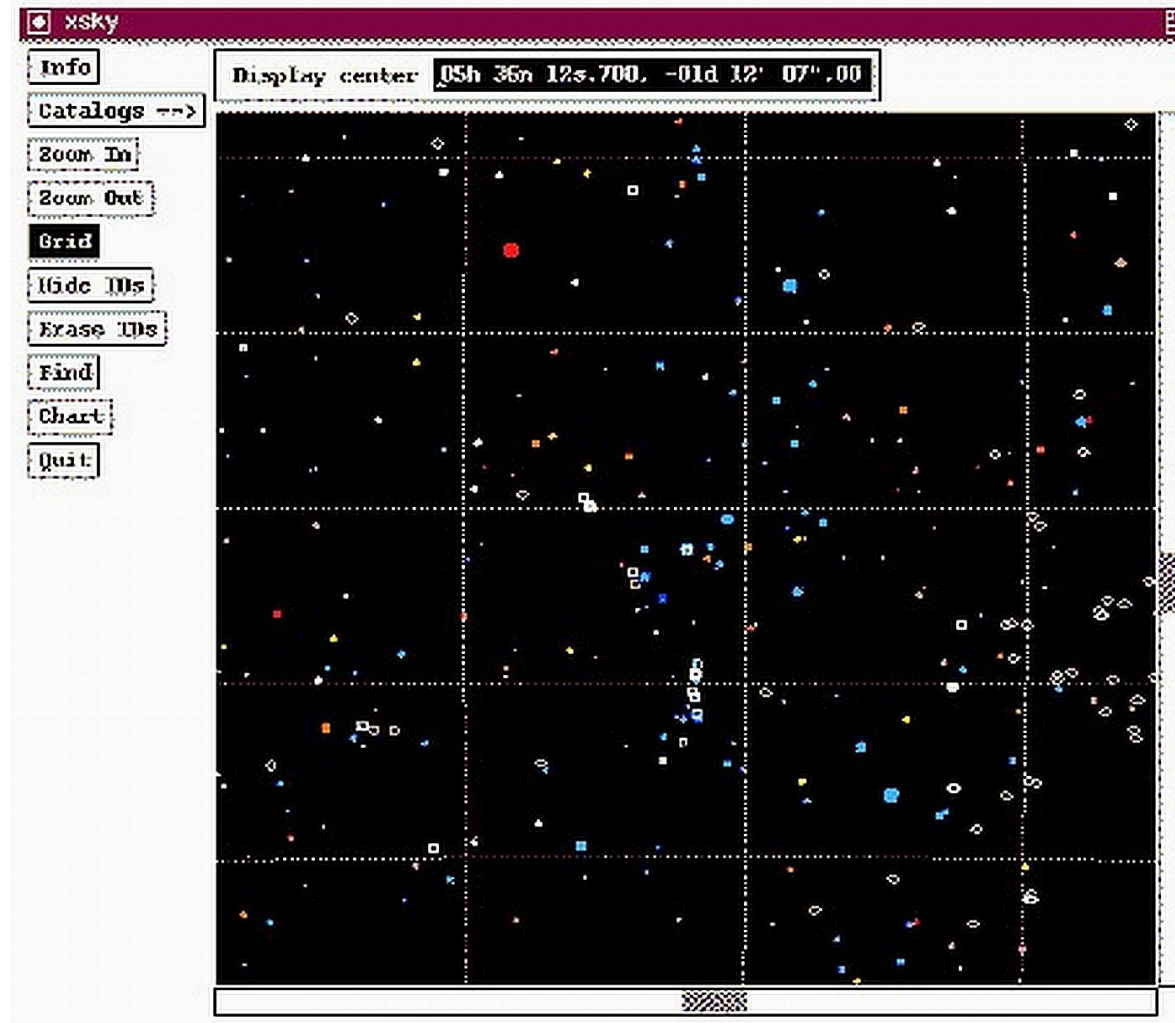 xsky
Info
Display center 05h 36m 12s.700, -01d 12' 07".00
Catalogs -->
Zoom In
Zoom Out
Grid
Hide IDs
Erase IDs
Find
Chart
Quit